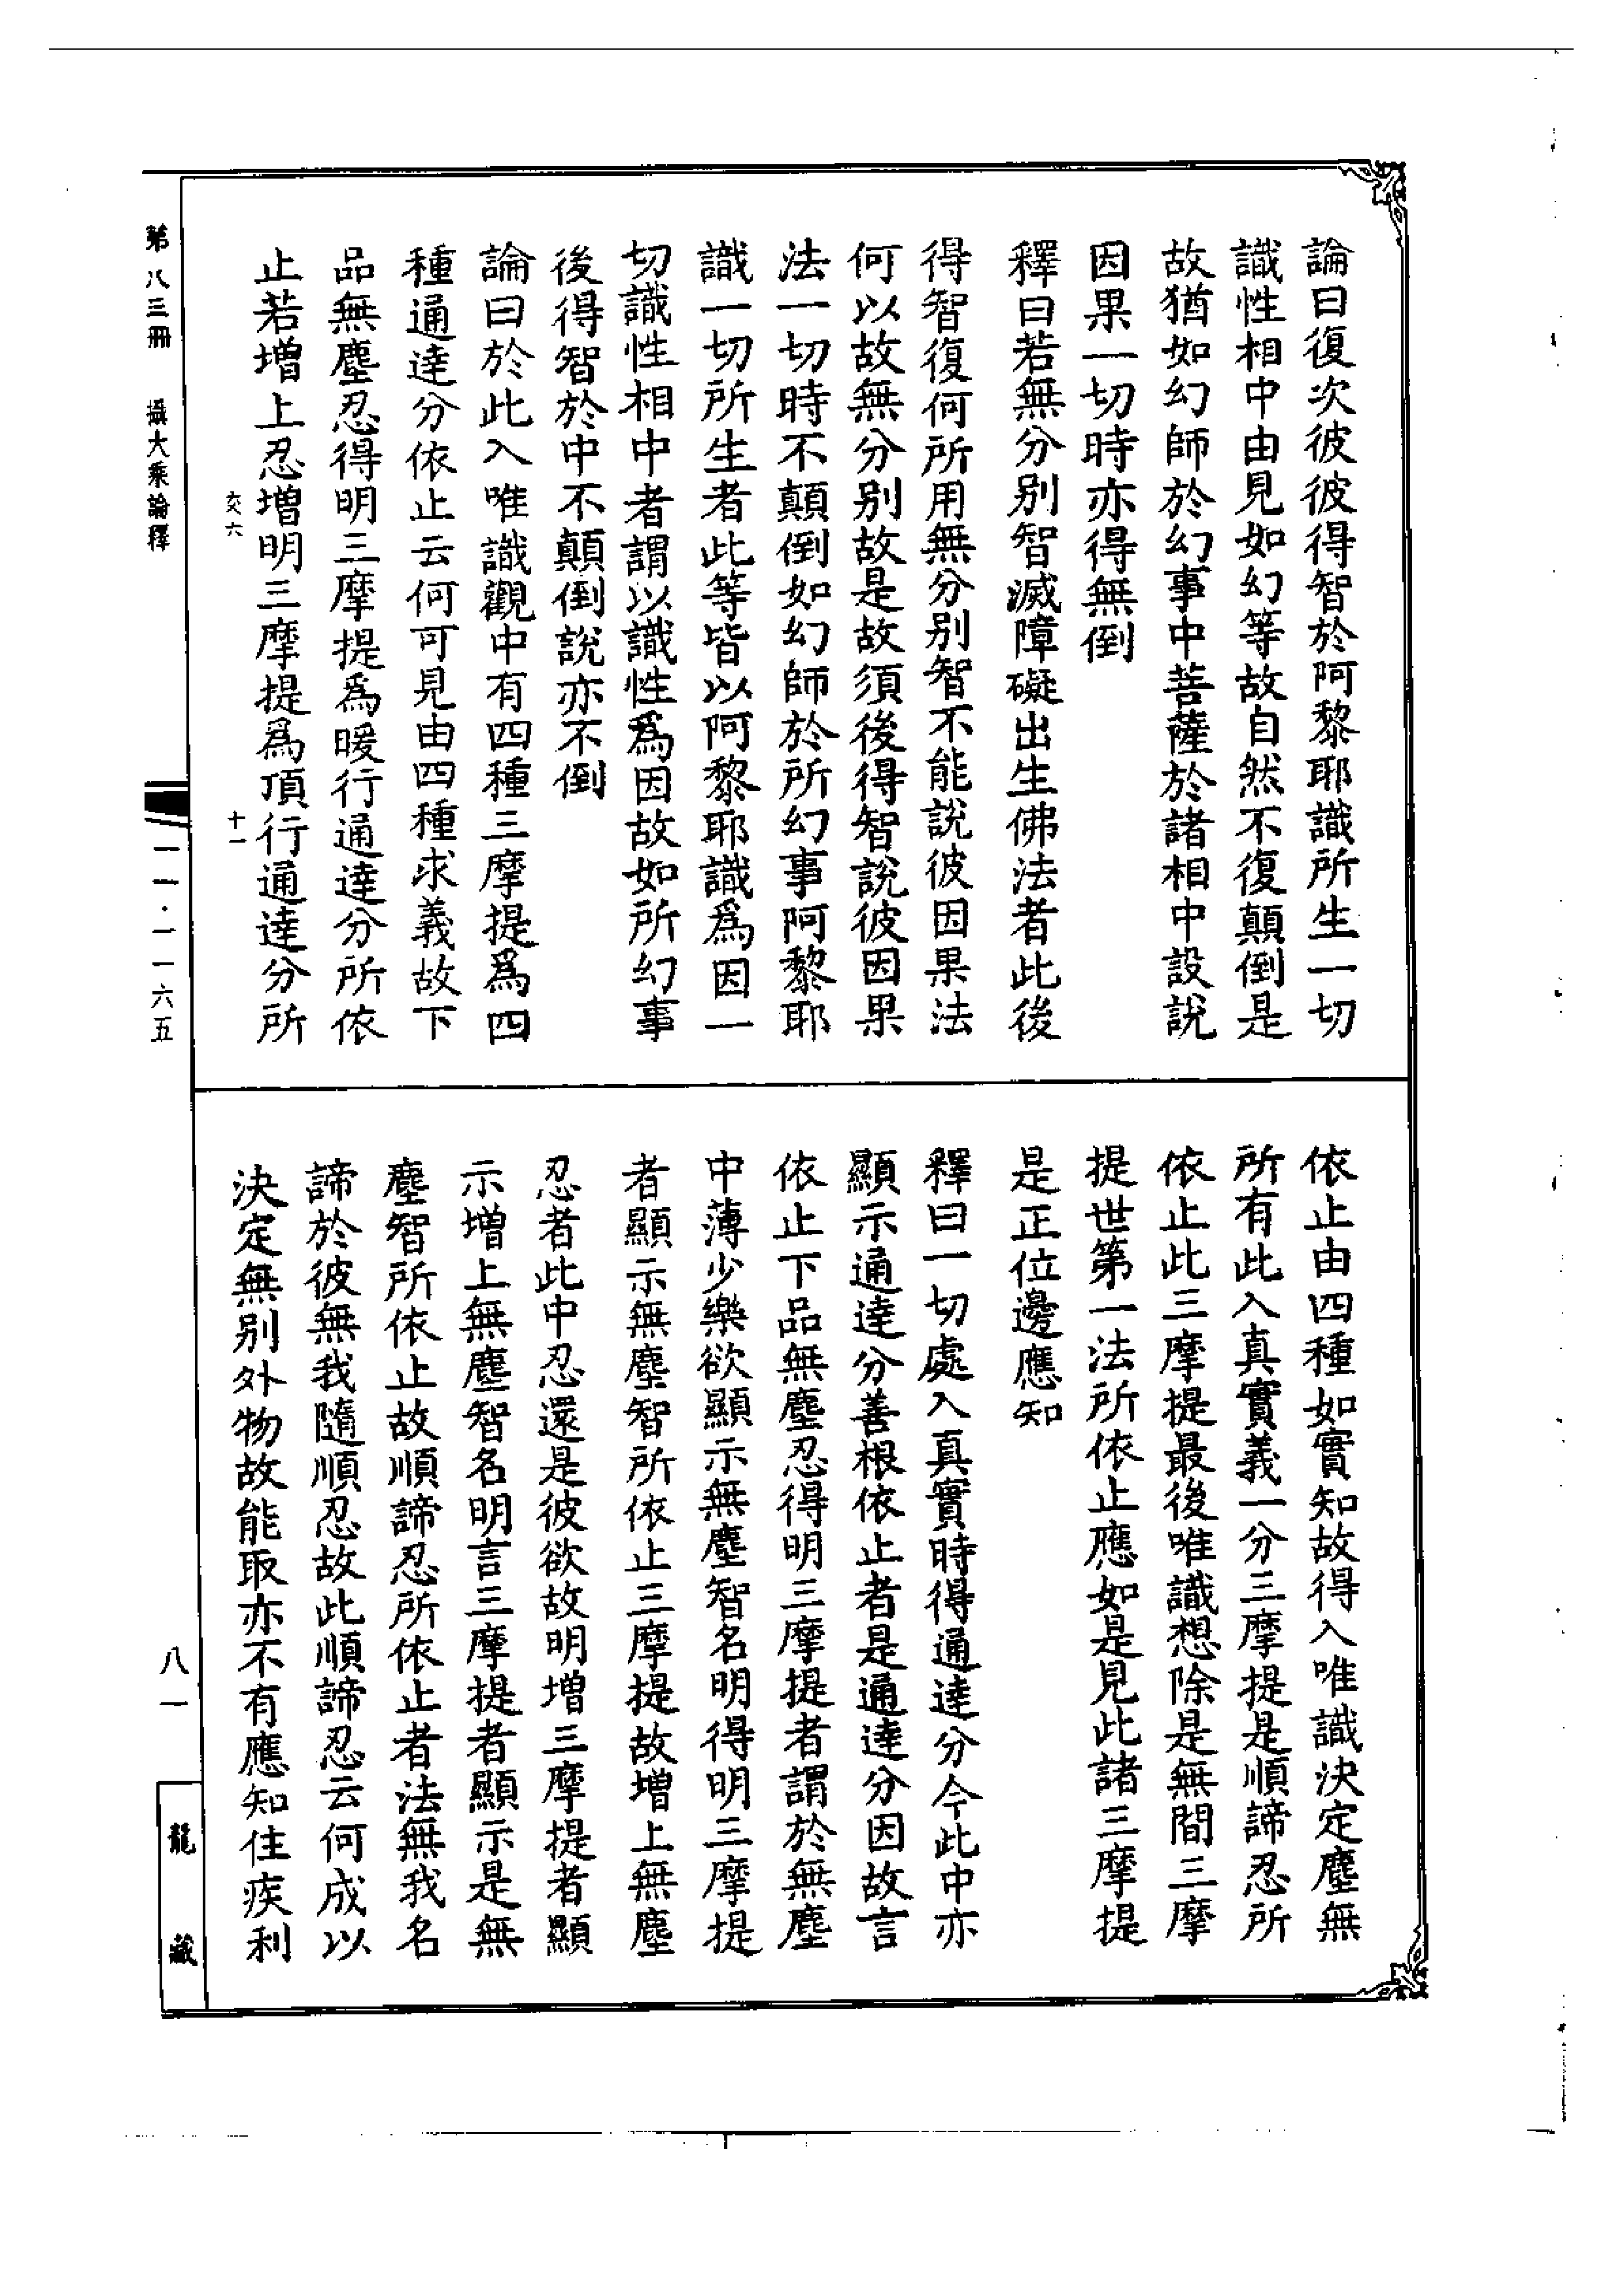 論曰復次彼彼得智於阿黎耶識所生一切
識性相中由見如幻等故自然不復顛倒是
故猶如幻師於幻事中菩薩於諸相中設說
因果一切時亦得無倒
釋曰若無分別智滅障礙出生佛法者此後
得智復何所用無分別智不能說彼因果法
何以故無分別故是故須後得智說彼因果
法一切時不顛倒如幻師於所幻事阿黎耶
識一切所生者此等皆以阿黎耶識為因一
切識性相中者謂以識性為因故如所幻事
後得智於中不顛倒說亦不倒
論曰於此入唯識觀中有四種三摩提為四
種通達分依止云何可見由四種求義故下
品無塵忍得明三摩提為暖行通達分所依
止若增上忍增明三摩提為頂行通達分所
依止由四種如實知故得入唯識決定塵無
所有此入真實義一分三摩提是順諦忍所
依止此三摩提最後唯識想除是無間三摩
提世第一法所依止應如是見此諸三摩提
是正位邊應知
釋曰一切處入真實時得通達分今此中亦
顯示通達分善根依止者是通達分因故言
依止下品無塵忍得明三摩提者謂於無塵
中薄少樂欲顯示無塵智名明得明三摩提
者顯示無塵智所依止三摩提故增上無塵
忍者此中忍還是彼欲故明增三摩提者顯
示增上無塵智名明言三摩提者顯示是無
塵智所依止故順諦忍所依止者法無我名
諦於彼無我隨順忍故此順諦忍云何成以
決定無別外物故能取亦不有應知住疾利
交六
十一
第八三冊 攝大乘論釋
一一一·一一六五
八一
龍藏